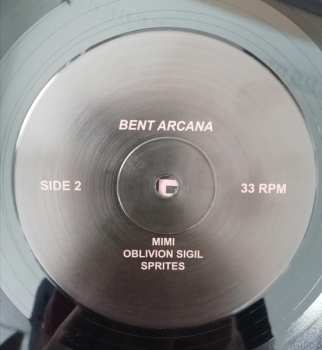 BENT ARCANA
SIDE 2
33 RPM
MIMI
OBLIVION SIGIL
SPRITES